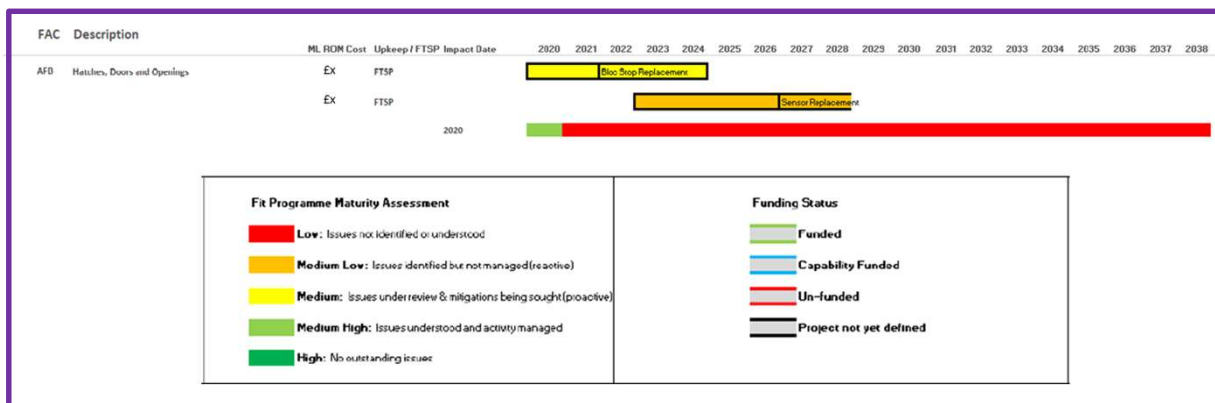 FAC Description
ML ROM Cost Upkeep / FTSP Impact Date 2020 2021 2022 2023 2024 2025 2026 2027 2028 2029 2030 2031 2032 2033 2034 2035 2036 2037 2038
AFD Hatches, Doors and Openings £x FTSP Bloc Stop Replacement
£x FTSP Sensor Replacement
2020
Fit Programme Maturity Assessment
Low: Issues not identified or understood
Medium Low: Issues identified but not managed (reactive)
Medium: Issues under review & mitigations being sought (proactive)
Medium High: Issues understood and activity managed
High: No outstanding issues
Funding Status
Funded
Capability Funded
Un-funded
Project not yet defined